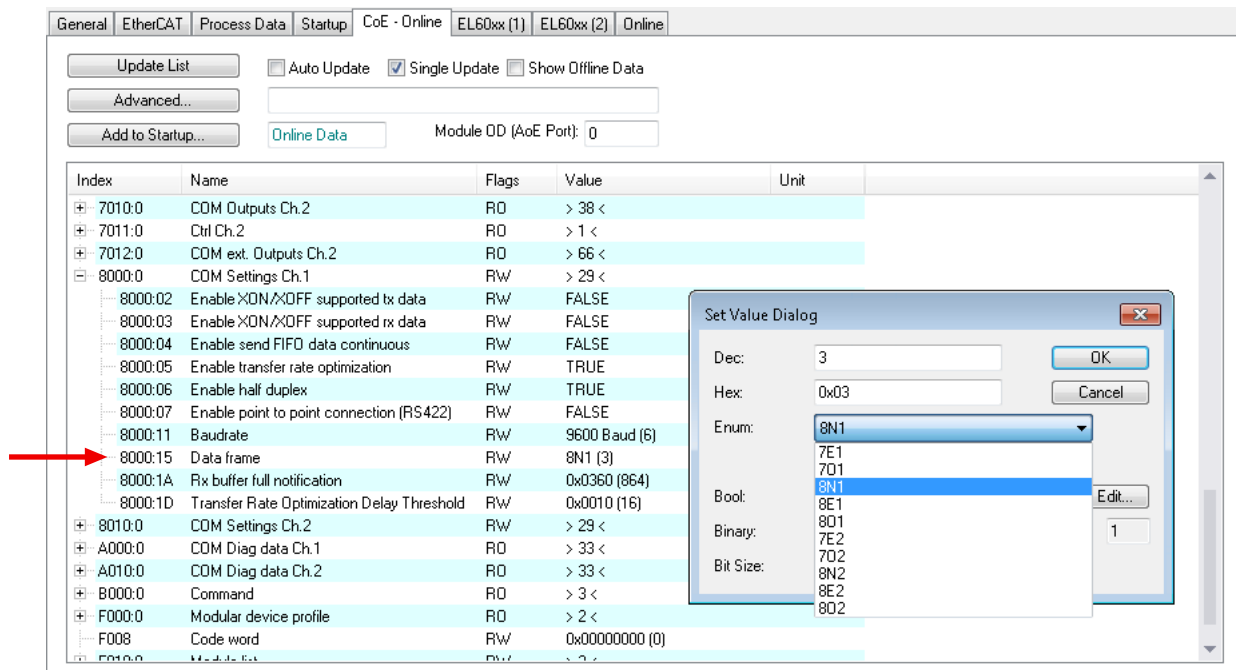 General EtherCAT Process Data Startup CoE - Online EL60xx (1) EL60xx (2) Online
Update List Auto Update Single Update Show Offline Data
Advanced...
Add to Startup... Online Data Module OD (AoE Port): 0
Index Name Flags Value Unit
7010:0 COM Outputs Ch.2 RO > 38 <
7011:0 Ctrl Ch.2 RO > 1 <
7012:0 COM ext. Outputs Ch.2 RO > 66 <
8000:0 COM Settings Ch.1 RW > 29 <
8000:02 Enable XON/XOFF supported tx data RW FALSE
8000:03 Enable XON/XOFF supported rx data RW FALSE
8000:04 Enable send FIFO data continuous RW FALSE
8000:05 Enable transfer rate optimization RW TRUE
8000:06 Enable half duplex RW TRUE
8000:07 Enable point to point connection (RS422) RW FALSE
8000:11 Baudrate RW 9600 Baud (6)
8000:15 Data frame RW 8N1 (3)
8000:1A Rx buffer full notification RW 0x0360 (864)
8000:1D Transfer Rate Optimization Delay Threshold RW 0x0010 (16)
8010:0 COM Settings Ch.2 RW > 29 <
A000:0 COM Diag data Ch.1 RO > 33 <
A010:0 COM Diag data Ch.2 RO > 33 <
B000:0 Command RO > 3 <
F000:0 Modular device profile RO > 2 <
F008 Code word RW 0x00000000 (0)
Set Value Dialog
Dec: 3 OK
Hex: 0x03 Cancel
Enum: 8N1
7E1
7O1
8N1
8E1
8O1
7E2
7O2
8N2
8E2
8O2
Bool: Edit...
Binary: 1
Bit Size: